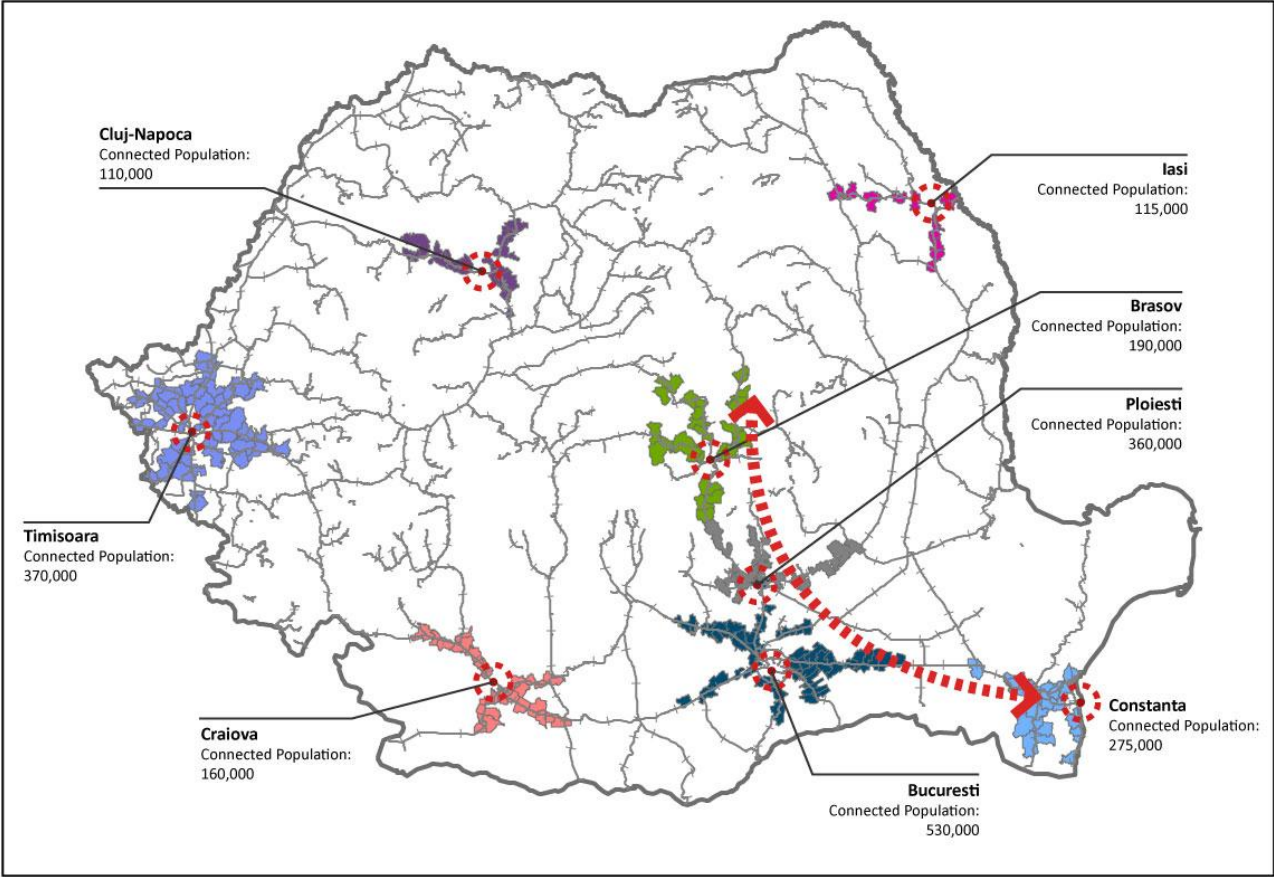 Cluj-Napoca
Connected Population:
110,000
Iasi
Connected Population:
115,000
Brasov
Connected Population:
190,000
Ploiesti
Connected Population:
360,000
Timisoara
Connected Population:
370,000
Craiova
Connected Population:
160,000
Constanta
Connected Population:
275,000
Bucuresti
Connected Population:
530,000